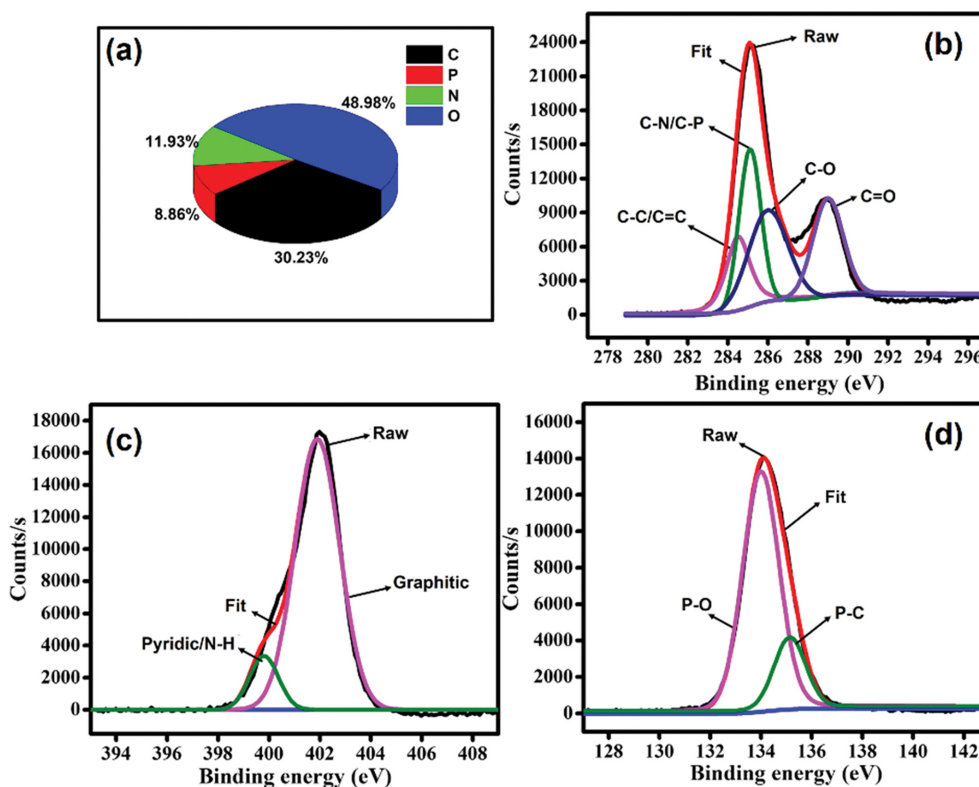 (a)
C
P
N
O
48.98%
11.93%
8.86%
30.23%
(b)
Raw
Fit
C-N/C-P
C-O
C=O
C-C/C=C
24000
21000
18000
15000
12000
9000
6000
3000
0
Counts/s
278 280 282 284 286 288 290 292 294 296
Binding energy (eV)
(c)
Raw
Graphitic
Fit
Pyridic/N-H
18000
16000
14000
12000
10000
8000
6000
4000
2000
0
Counts/s
394 396 398 400 402 404 406 408
Binding energy (eV)
(d)
Raw
Fit
P-O
P-C
16000
14000
12000
10000
8000
6000
4000
2000
0
Counts/s
128 130 132 134 136 138 140 142
Binding energy (eV)